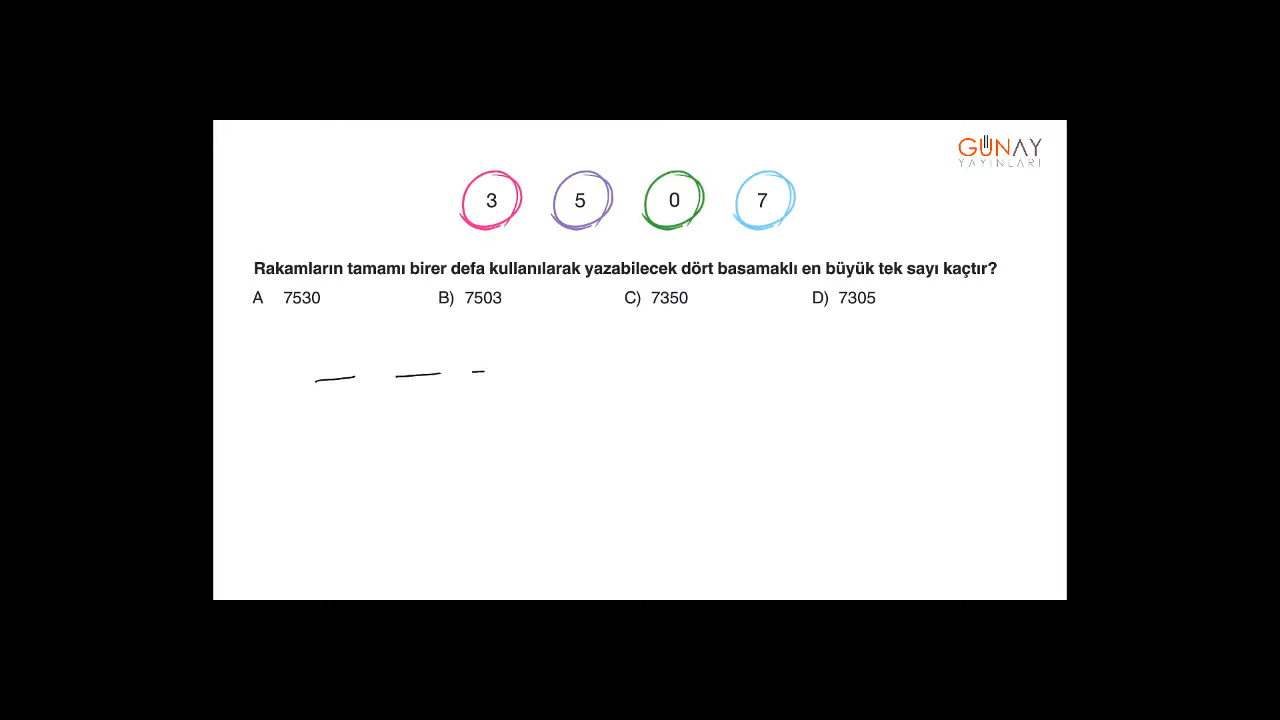 GÜNAY
YAYINLARI
3 5 0 7
Rakamların tamamı birer defa kullanılarak yazabilecek dört basamaklı en büyük tek sayı kaçtır?
A 7530 B) 7503 C) 7350 D) 7305